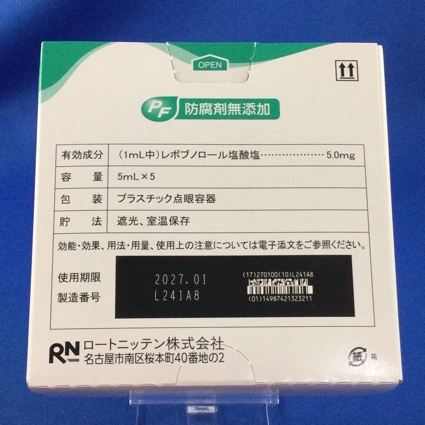 OPEN
PF 防腐剤無添加
有効成分 (1mL中)レボブノロール塩酸塩………………5.0mg
容量 5mL×5
包装 プラスチック点眼容器
貯法 遮光、室温保存
効能・効果、用法・用量、使用上の注意については電子添文をご参照ください。
使用期限 2027.01
製造番号 L241A8
(17)270100(10)L241A8
(01)14987421323211
RN ロートニッテン株式会社
名古屋市南区桜本町40番地の2
紙 箱